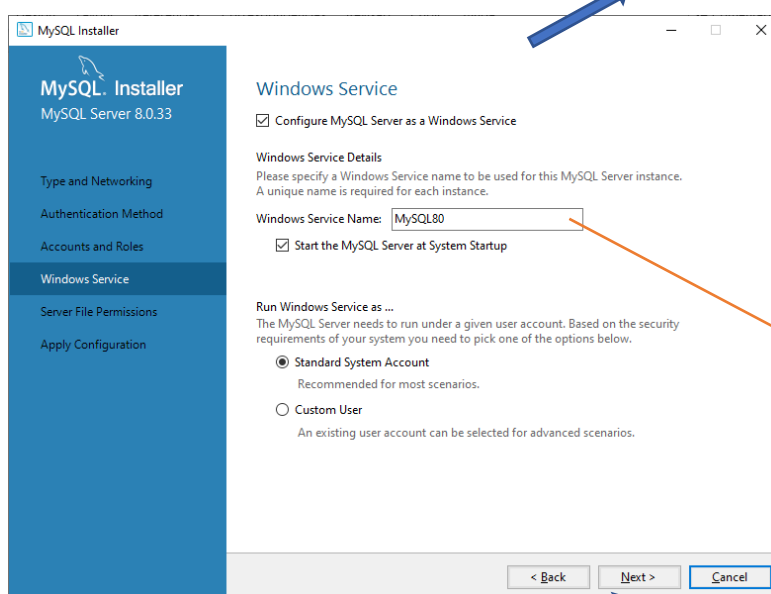 MySQL Installer
MySQL. Installer
MySQL Server 8.0.33
Type and Networking
Authentication Method
Accounts and Roles
Windows Service
Server File Permissions
Apply Configuration
Windows Service
Configure MySQL Server as a Windows Service
Windows Service Details
Please specify a Windows Service name to be used for this MySQL Server instance.
A unique name is required for each instance.
Windows Service Name: MySQL80
Start the MySQL Server at System Startup
Run Windows Service as ...
The MySQL Server needs to run under a given user account. Based on the security
requirements of your system you need to pick one of the options below.
Standard System Account
Recommended for most scenarios.
Custom User
An existing user account can be selected for advanced scenarios.
< Back Next > Cancel